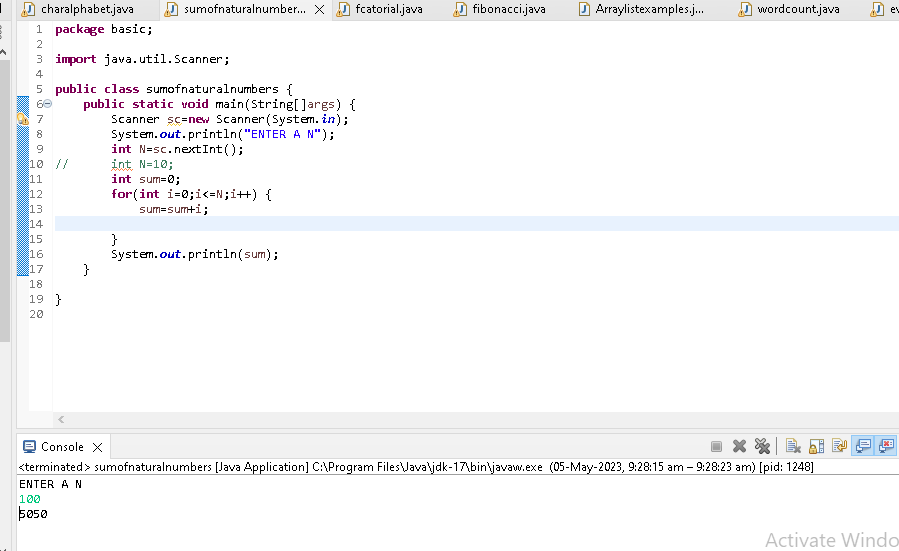 charalphabet.java sumofnaturalnumber... fcatorial.java fibonacci.java Arraylistexamples.j... wordcount.java ev
1 package basic;
2
3 import java.util.Scanner;
4
5 public class sumofnaturalnumbers {
6 public static void main(String[]args) {
7 Scanner sc=new Scanner(System.in);
8 System.out.println("ENTER A N");
9 int N=sc.nextInt();
10 // int N=10;
11 int sum=0;
12 for(int i=0;i<=N;i++) {
13 sum=sum+i;
14
15 }
16 System.out.println(sum);
17 }
18
19 }
20
Console
<terminated> sumofnaturalnumbers [Java Application] C:\Program Files\Java\jdk-17\bin\javaw.exe (05-May-2023, 9:28:15 am – 9:28:23 am) [pid: 1248]
ENTER A N
100
5050
Activate Windo